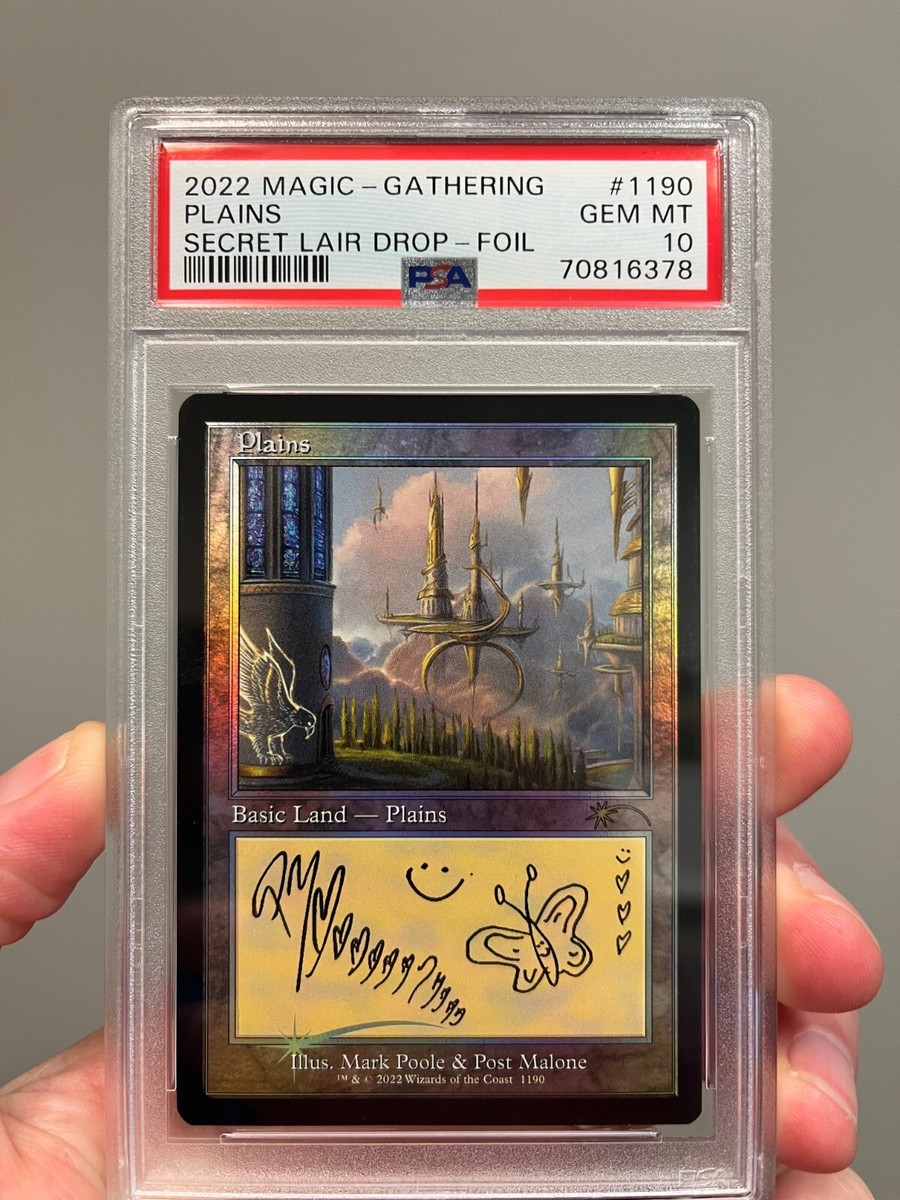 2022 MAGIC – GATHERING #1190
PLAINS GEM MT
SECRET LAIR DROP – FOIL 10
PSA 70816378
Plains
Basic Land — Plains
Illus. Mark Poole & Post Malone
™ & © 2022 Wizards of the Coast 1190